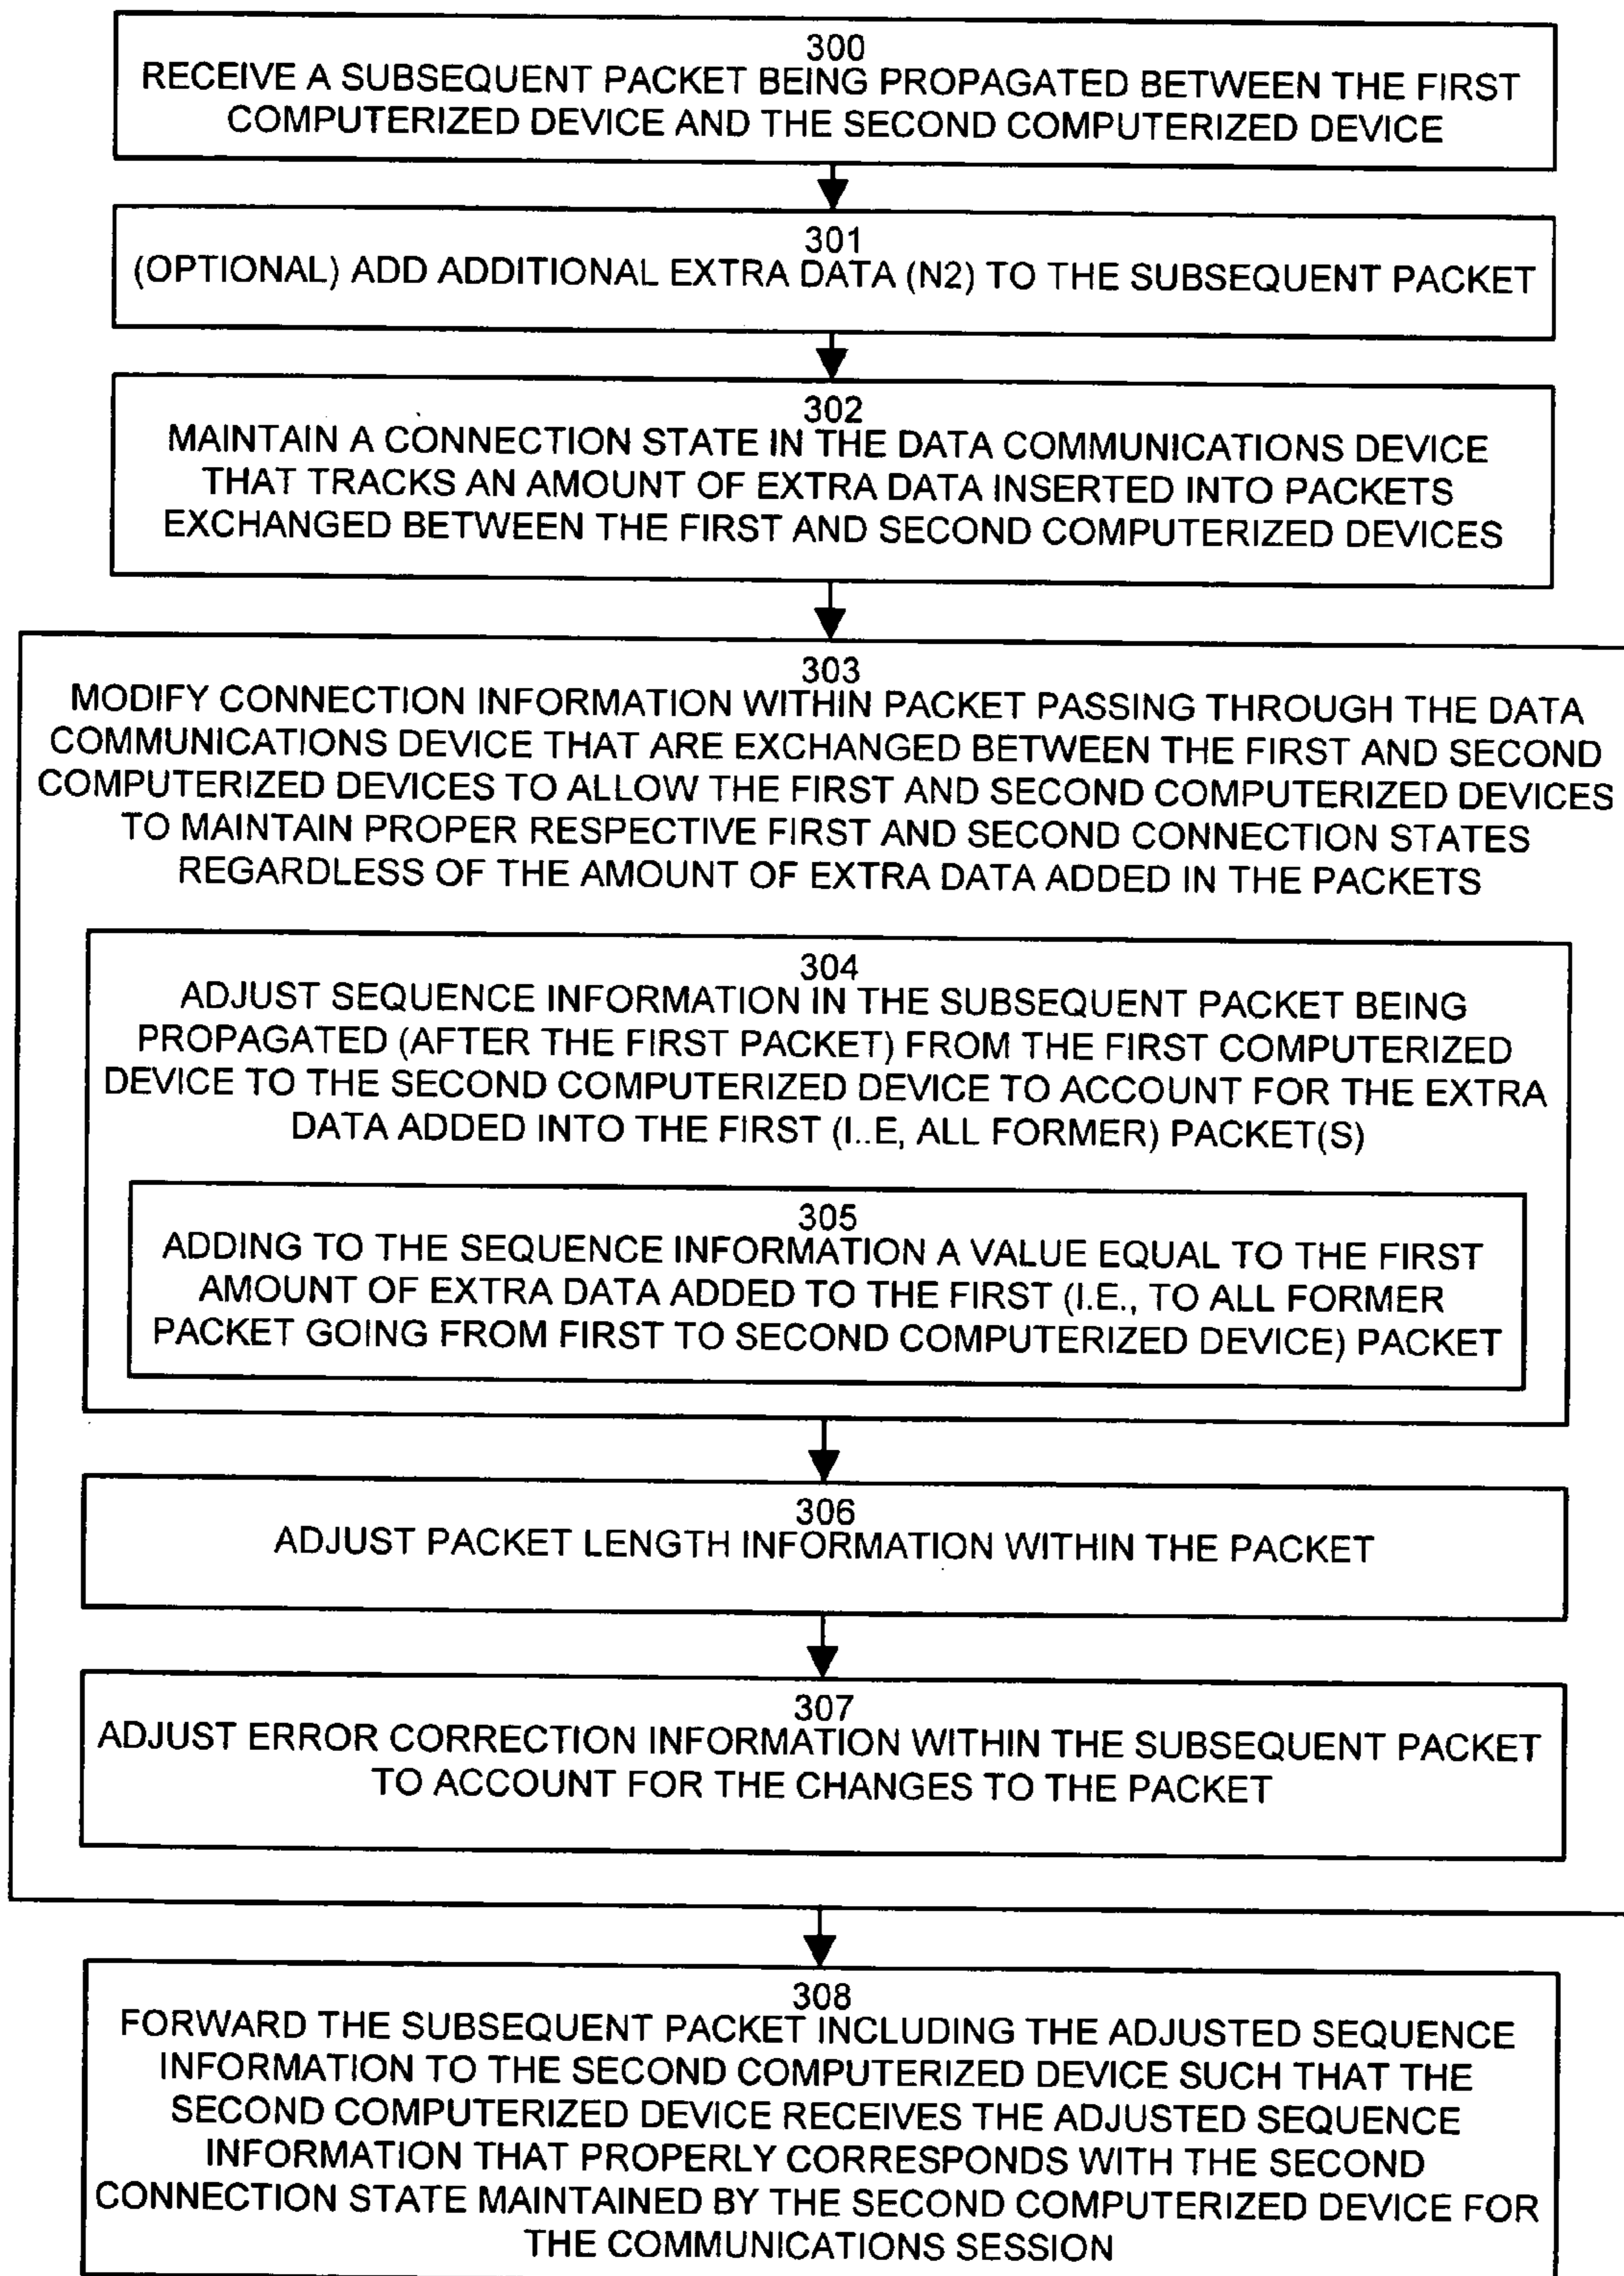 300
RECEIVE A SUBSEQUENT PACKET BEING PROPAGATED BETWEEN THE FIRST
COMPUTERIZED DEVICE AND THE SECOND COMPUTERIZED DEVICE
301
(OPTIONAL) ADD ADDITIONAL EXTRA DATA (N2) TO THE SUBSEQUENT PACKET
302
MAINTAIN A CONNECTION STATE IN THE DATA COMMUNICATIONS DEVICE
THAT TRACKS AN AMOUNT OF EXTRA DATA INSERTED INTO PACKETS
EXCHANGED BETWEEN THE FIRST AND SECOND COMPUTERIZED DEVICES
303
MODIFY CONNECTION INFORMATION WITHIN PACKET PASSING THROUGH THE DATA
COMMUNICATIONS DEVICE THAT ARE EXCHANGED BETWEEN THE FIRST AND SECOND
COMPUTERIZED DEVICES TO ALLOW THE FIRST AND SECOND COMPUTERIZED DEVICES
TO MAINTAIN PROPER RESPECTIVE FIRST AND SECOND CONNECTION STATES
REGARDLESS OF THE AMOUNT OF EXTRA DATA ADDED IN THE PACKETS
304
ADJUST SEQUENCE INFORMATION IN THE SUBSEQUENT PACKET BEING
PROPAGATED (AFTER THE FIRST PACKET) FROM THE FIRST COMPUTERIZED
DEVICE TO THE SECOND COMPUTERIZED DEVICE TO ACCOUNT FOR THE EXTRA
DATA ADDED INTO THE FIRST (I..E, ALL FORMER) PACKET(S)
305
ADDING TO THE SEQUENCE INFORMATION A VALUE EQUAL TO THE FIRST
AMOUNT OF EXTRA DATA ADDED TO THE FIRST (I.E., TO ALL FORMER
PACKET GOING FROM FIRST TO SECOND COMPUTERIZED DEVICE) PACKET
306
ADJUST PACKET LENGTH INFORMATION WITHIN THE PACKET
307
ADJUST ERROR CORRECTION INFORMATION WITHIN THE SUBSEQUENT PACKET
TO ACCOUNT FOR THE CHANGES TO THE PACKET
308
FORWARD THE SUBSEQUENT PACKET INCLUDING THE ADJUSTED SEQUENCE
INFORMATION TO THE SECOND COMPUTERIZED DEVICE SUCH THAT THE
SECOND COMPUTERIZED DEVICE RECEIVES THE ADJUSTED SEQUENCE
INFORMATION THAT PROPERLY CORRESPONDS WITH THE SECOND
CONNECTION STATE MAINTAINED BY THE SECOND COMPUTERIZED DEVICE FOR
THE COMMUNICATIONS SESSION